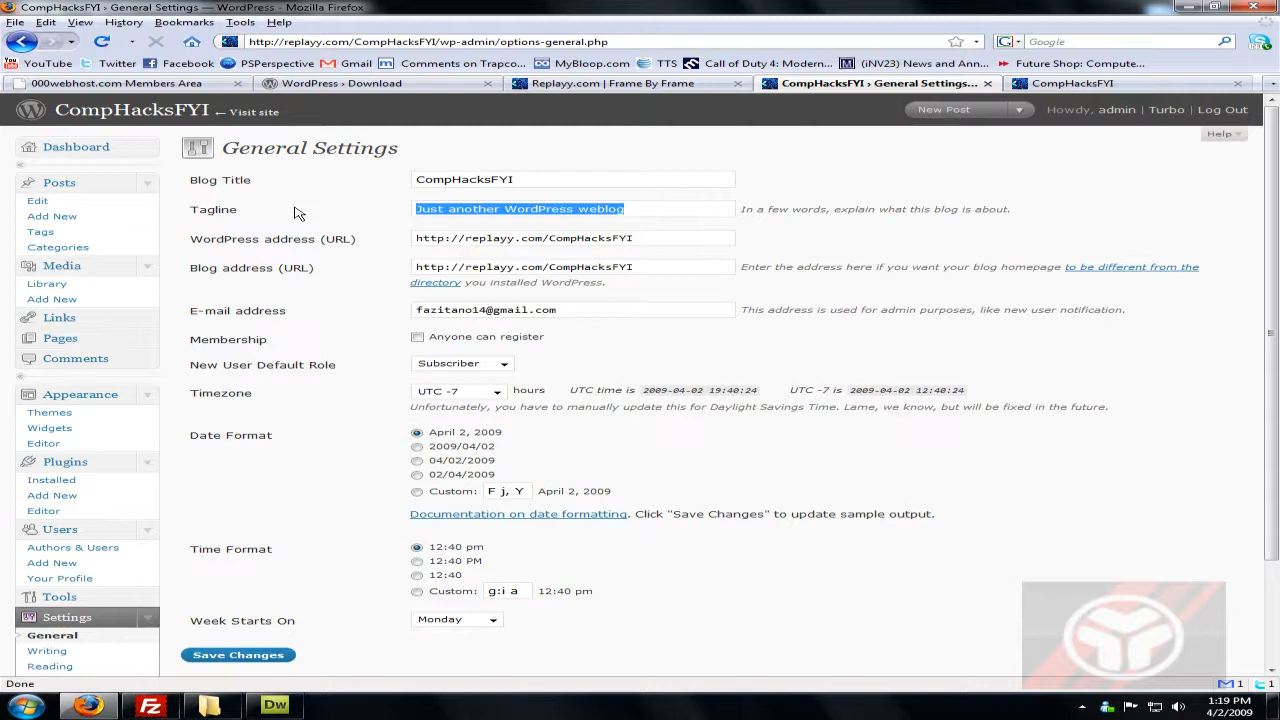 CompHacksFYI › General Settings — WordPress - Mozilla Firefox
File Edit View History Bookmarks Tools Help
http://replayy.com/CompHacksFYI/wp-admin/options-general.php
Google
YouTube Twitter Facebook PSPerspective Gmail Comments on Trapco... MyBloop.com TTS Call of Duty 4: Modern... (iNV23) News and Ann... Future Shop: Compute...
000webhost.com Members Area WordPress › Download Replayy.com | Frame By Frame CompHacksFYI › General Settings... CompHacksFYI
CompHacksFYI ← Visit site New Post Howdy, admin | Turbo | Log Out
Help
Dashboard
Posts
Edit
Add New
Tags
Categories
Media
Library
Add New
Links
Pages
Comments
Appearance
Themes
Widgets
Editor
Plugins
Installed
Add New
Editor
Users
Authors & Users
Add New
Your Profile
Tools
Settings
General
Writing
Reading
General Settings
Blog Title CompHacksFYI
Tagline Just another WordPress weblog In a few words, explain what this blog is about.
WordPress address (URL) http://replayy.com/CompHacksFYI
Blog address (URL) http://replayy.com/CompHacksFYI Enter the address here if you want your blog homepage to be different from the
directory you installed WordPress.
E-mail address fazitano14@gmail.com This address is used for admin purposes, like new user notification.
Membership Anyone can register
New User Default Role Subscriber
Timezone UTC -7 hours UTC time is 2009-04-02 19:40:24 UTC -7 is 2009-04-02 12:40:24
Unfortunately, you have to manually update this for Daylight Savings Time. Lame, we know, but will be fixed in the future.
Date Format April 2, 2009
2009/04/02
04/02/2009
02/04/2009
Custom: F j, Y April 2, 2009
Documentation on date formatting. Click "Save Changes" to update sample output.
Time Format 12:40 pm
12:40 PM
12:40
Custom: g:i a 12:40 pm
Week Starts On Monday
Save Changes
Done
1 1
Fz Dw
1:19 PM
4/2/2009